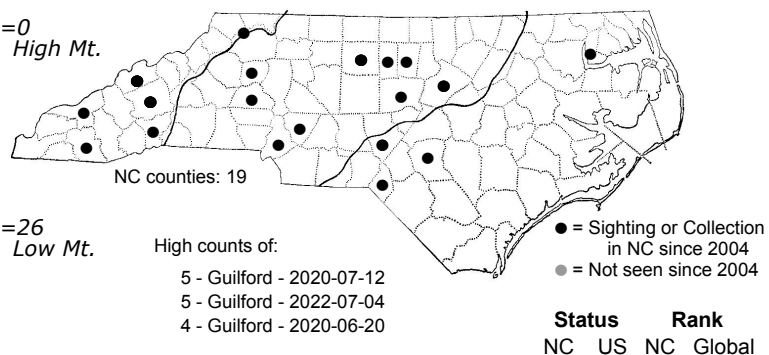 =0
High Mt.
NC counties: 19
=26
Low Mt.
High counts of:
5 - Guilford - 2020-07-12
5 - Guilford - 2022-07-04
4 - Guilford - 2020-06-20
● = Sighting or Collection
in NC since 2004
● = Not seen since 2004
Status Rank
NC US NC Global